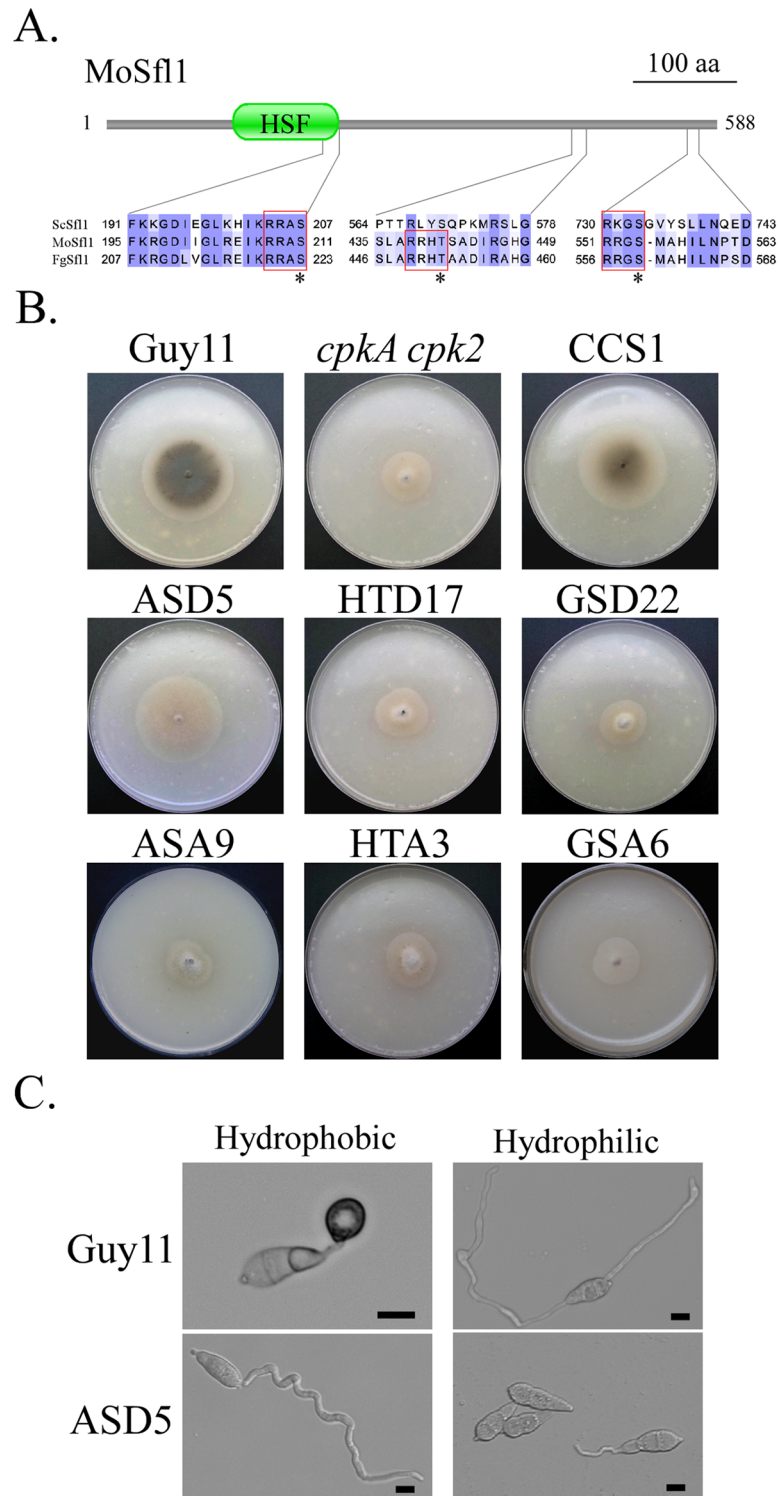 A.
MoSfl1
100 aa
1 HSF 588
ScSfl1 191 FKKGDIEGLKHIKRRAS 207 564 PTTRLYSQPKMRSLG 578 730 RKGSGVYSLLNQED 743
MoSfl1 195 FKRGDIIGLREIKRRAS 211 435 SLARRHTSADIRGHG 449 551 RRGS-MAHILNPTD 563
FgSfl1 207 FKRGDLVGLREIKRRAS 223 446 SLARRHTAADIRAHG 460 556 RRGS-MAHILNPSD 568
* * *
B.
Guy11 cpkA cpk2 CCS1
ASD5 HTD17 GSD22
ASA9 HTA3 GSA6
C.
Hydrophobic Hydrophilic
Guy11
ASD5